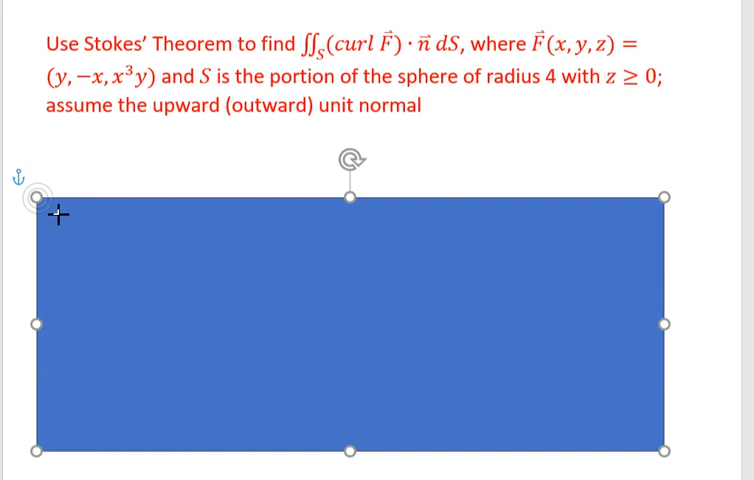 Use Stokes’ Theorem to find ∬ₛ(curl F⃗) · n⃗ dS, where F⃗(x, y, z) =
(y, −x, x³y) and S is the portion of the sphere of radius 4 with z ≥ 0;
assume the upward (outward) unit normal